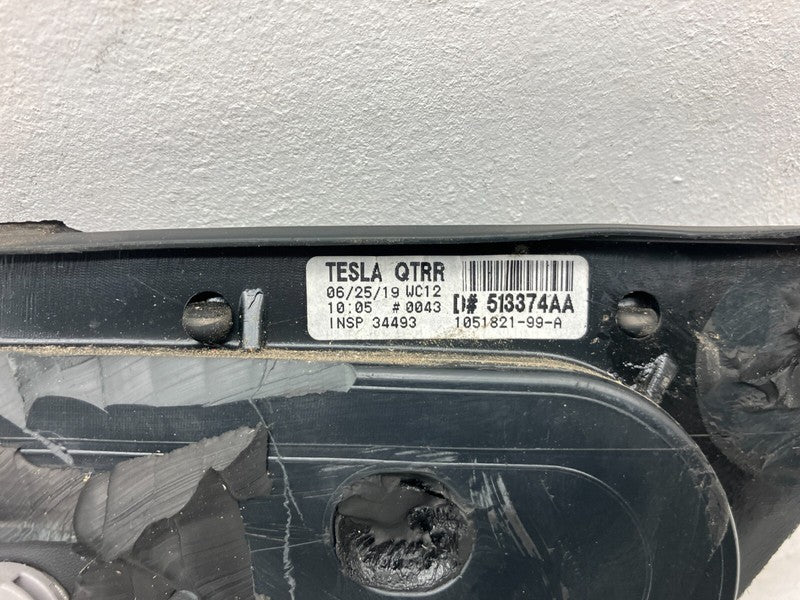 TESLA QTRR
06/25/19 WC12
10:05 #0043
INSP 34493
D# 513374AA
1051821-99-A